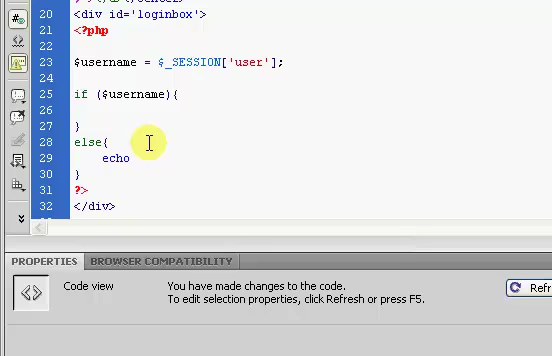 20 <div id='loginbox'>
21 <?php
22
23 $username = $_SESSION['user'];
24
25 if ($username){
26
27 }
28 else{
29 echo
30 }
31 ?>
32 </div>
PROPERTIES BROWSER COMPATIBILITY
Code view You have made changes to the code. Refr
To edit selection properties, click Refresh or press F5.